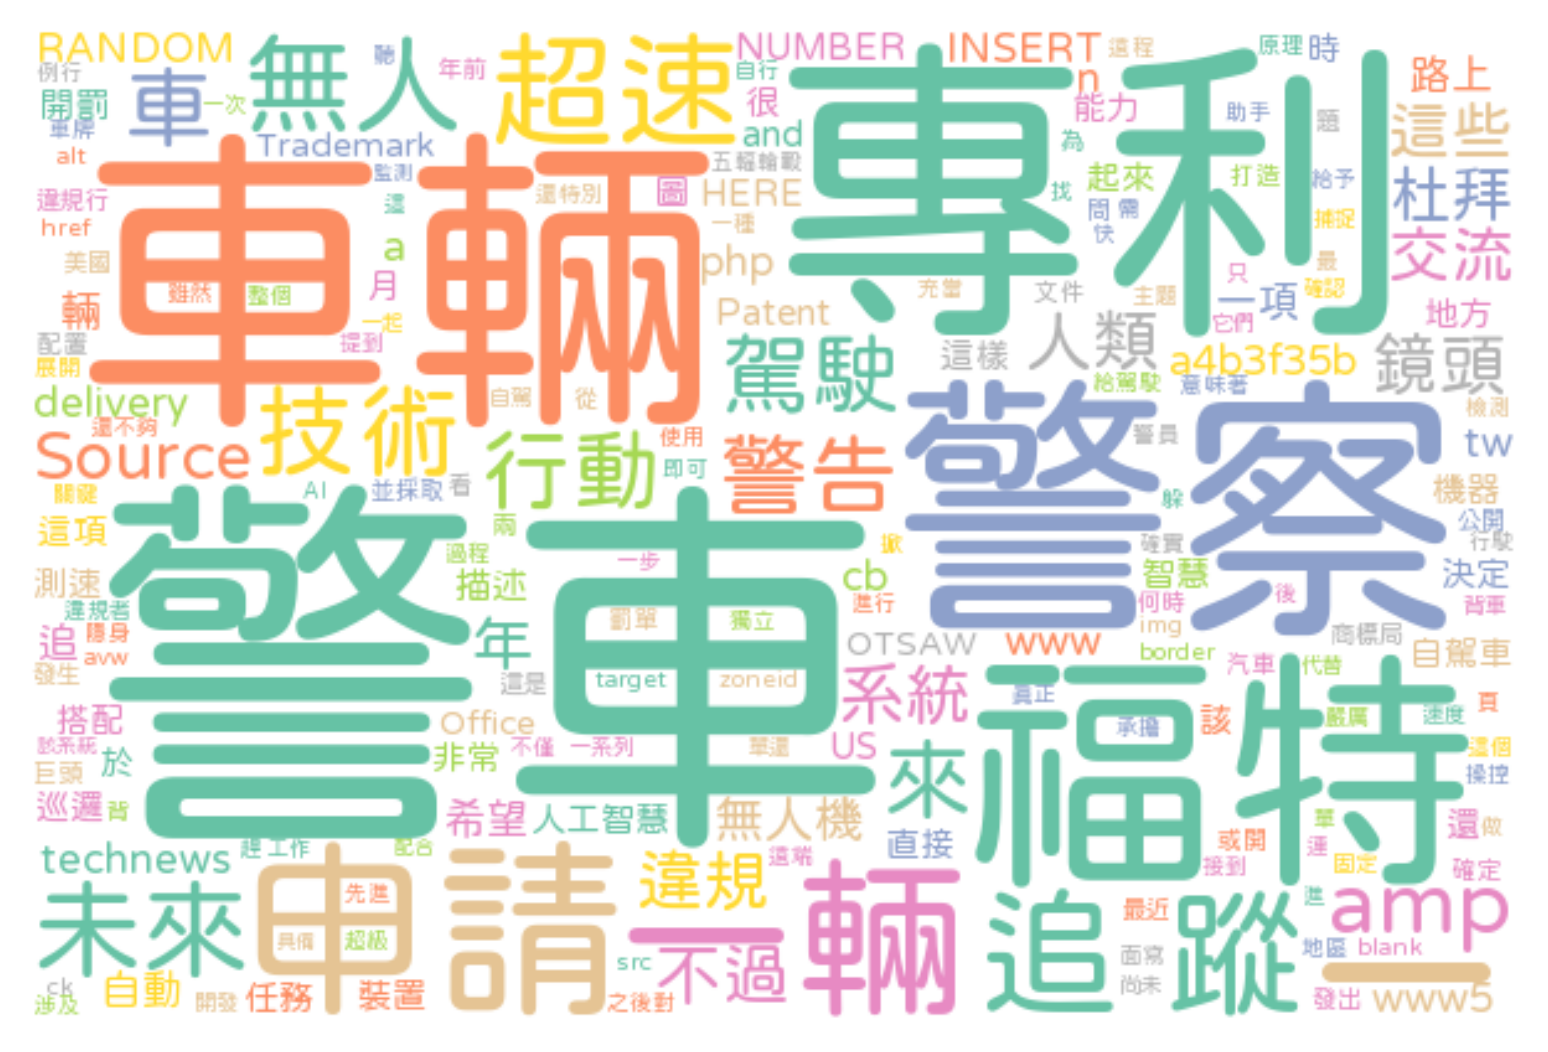 RANDOM
無人
聽
年前
超速
NUMBER
INSERT
這程
原理
時
例行
自行
n
路上
開罰
車
一次
很
能力
助手
題
這些
車牌
Trademark
and
專利
為
alt
監測
五輻輪轂
起來
打造
給予
杜拜
違規行
這
還特別
圖
HERE
找
問
需
href
車輛
一種
快
捕捉
交流
美國
a
php
只
最
月
雖然
整個
充當
文件
主題
一項
確認
輛
一起
Patent
它們
地方
配置
提到
駕駛
這樣
人類
a4b3f35b
鏡頭
展開
給駕駛
意味著
delivery
技術
自駕
從
警察
檢測
還不夠
Source
行動
使用
警告
警員
tw
即可
關鍵
AI
並採取
看
躲
機器
這項
警車
兩
掀
確實
公開
行駛
過程
一步
測速
描述
cb
智慧
決定
違規者
進行
何時
後
背車
罰單
獨立
追
隱身
年
img
商標局
avw
OTSAW
www
border
自駕車
發生
這是
target
zoneid
系統
汽車
代替
福特
真正
頁
搭配
Office
承擔
該
嚴厲
速度
該系統
US
於
非常
不僅
一系列
單還
來
這個
巨頭
操控
巡邏
背
希望
人工智慧
無人機
單
還
做
technews
趕
工作
配合
直接
或開
運
違規
這端
接到
固定
確定
未來
申請
先進
輛
追蹤
最近
進
amp
具備
超級
不過
src
面寫
地區
blank
ck
尚未
涉及
自動
開發
任務
裝置
之後對
發出
www5